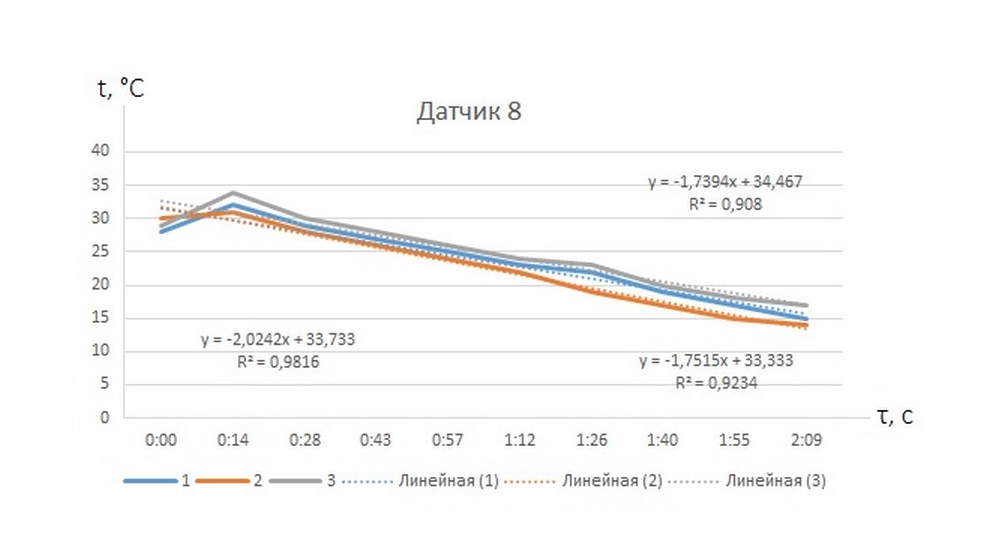 t, °C
Датчик 8
40
35
30
25
20
15
10
5
0
y = -1,7394x + 34,467
R² = 0,908
y = -2,0242x + 33,733
R² = 0,9816
y = -1,7515x + 33,333
R² = 0,9234
τ, c
0:00 0:14 0:28 0:43 0:57 1:12 1:26 1:40 1:55 2:09
1 2 3 Линейная (1) Линейная (2) Линейная (3)